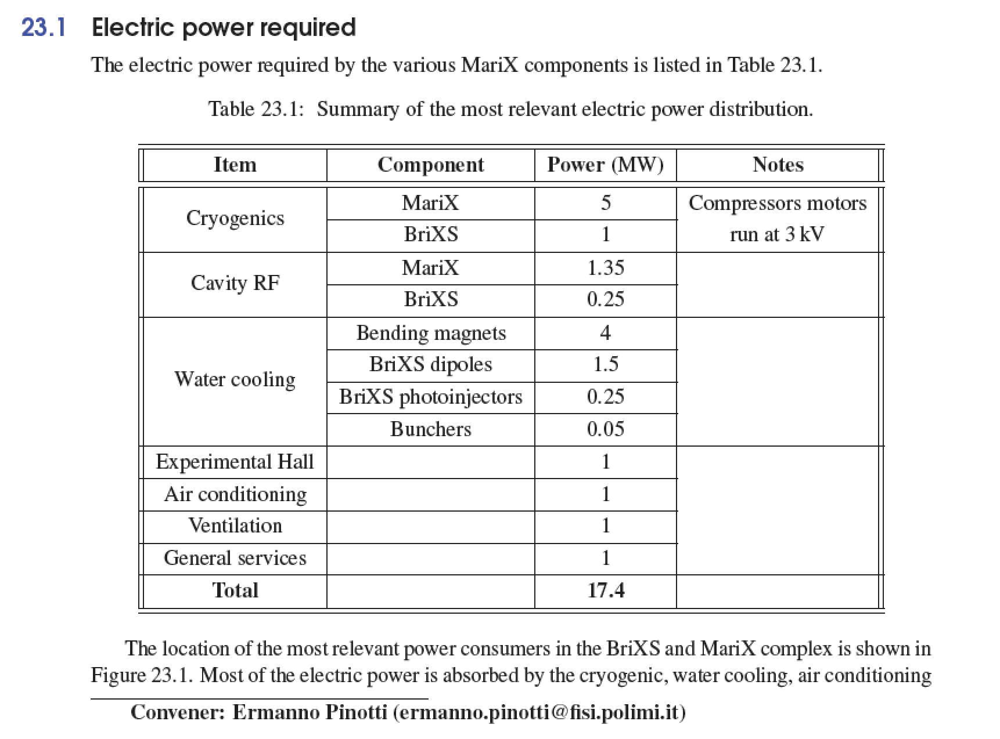 23.1 Electric power required
The electric power required by the various MariX components is listed in Table 23.1.
Table 23.1: Summary of the most relevant electric power distribution.
Item Component Power (MW) Notes
Cryogenics MariX 5 Compressors motors
BriXS 1 run at 3 kV
Cavity RF MariX 1.35
BriXS 0.25
Water cooling Bending magnets 4
BriXS dipoles 1.5
BriXS photoinjectors 0.25
Bunchers 0.05
Experimental Hall 1
Air conditioning 1
Ventilation 1
General services 1
Total 17.4
The location of the most relevant power consumers in the BriXS and MariX complex is shown in
Figure 23.1. Most of the electric power is absorbed by the cryogenic, water cooling, air conditioning
Convener: Ermanno Pinotti (ermanno.pinotti@fisi.polimi.it)